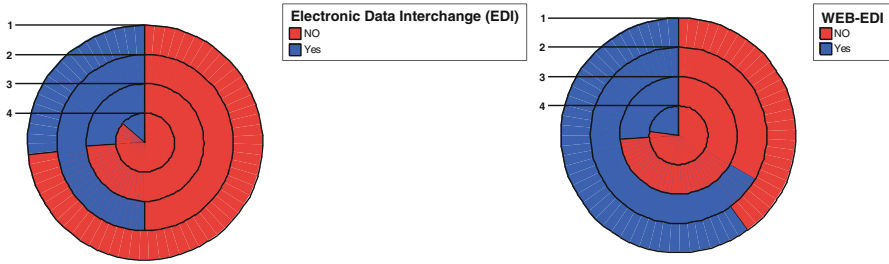 1
2
3
4
Electronic Data Interchange (EDI)
NO
Yes
1
2
3
4
WEB-EDI
NO
Yes